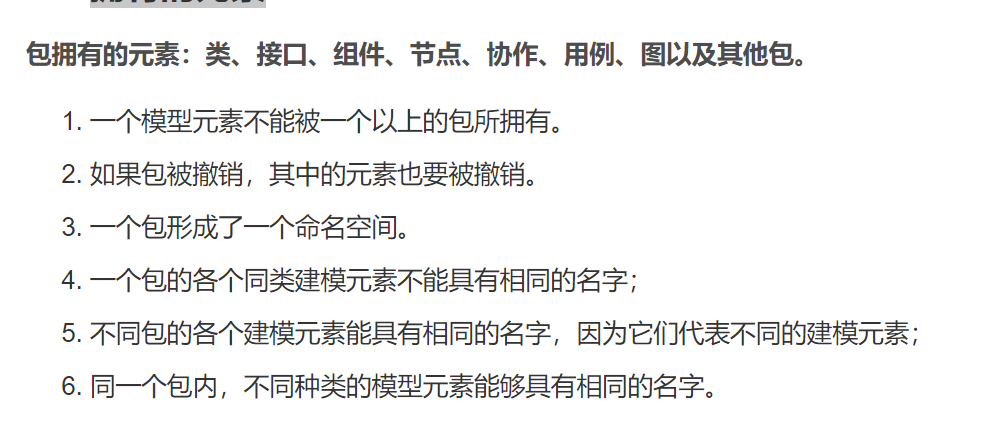 包拥有的元素：类、接口、组件、节点、协作、用例、图以及其他包。
1. 一个模型元素不能被一个以上的包所拥有。
2. 如果包被撤销，其中的元素也要被撤销。
3. 一个包形成了一个命名空间。
4. 一个包的各个同类建模元素不能具有相同的名字；
5. 不同包的各个建模元素能具有相同的名字，因为它们代表不同的建模元素；
6. 同一个包内，不同种类的模型元素能够具有相同的名字。